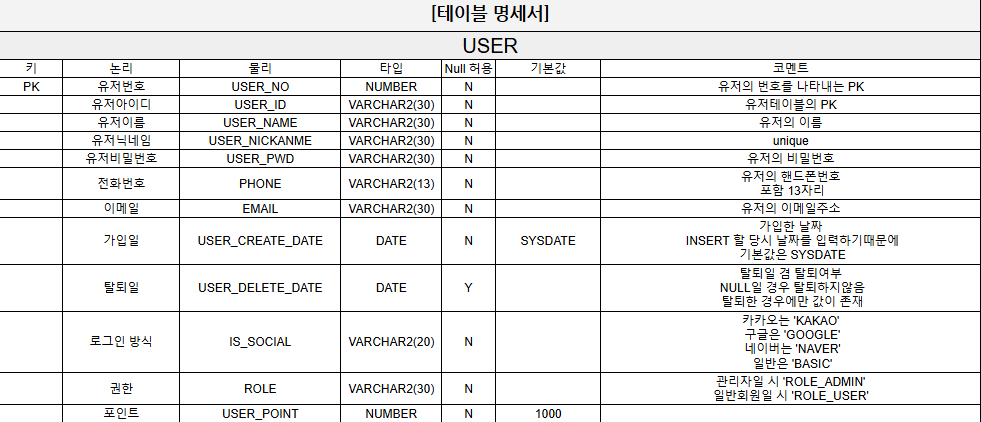 [테이블 명세서]
USER
키 논리 물리 타입 Null 허용 기본값 코멘트
PK 유저번호 USER_NO NUMBER N 유저의 번호를 나타내는 PK
유저아이디 USER_ID VARCHAR2(30) N 유저테이블의 PK
유저이름 USER_NAME VARCHAR2(30) N 유저의 이름
유저닉네임 USER_NICKANME VARCHAR2(30) N unique
유저비밀번호 USER_PWD VARCHAR2(30) N 유저의 비밀번호
전화번호 PHONE VARCHAR2(13) N 유저의 핸드폰번호
포함 13자리
이메일 EMAIL VARCHAR2(30) N 유저의 이메일주소
가입일 USER_CREATE_DATE DATE N SYSDATE 가입한 날짜
INSERT 할 당시 날짜를 입력하기때문에
기본값은 SYSDATE
탈퇴일 USER_DELETE_DATE DATE Y 탈퇴일 겸 탈퇴여부
NULL일 경우 탈퇴하지않음
탈퇴한 경우에만 값이 존재
로그인 방식 IS_SOCIAL VARCHAR2(20) N 카카오는 'KAKAO'
구글은 'GOOGLE'
네이버는 'NAVER'
일반은 'BASIC'
권한 ROLE VARCHAR2(30) N 관리자일 시 'ROLE_ADMIN'
일반회원일 시 'ROLE_USER'
포인트 USER_POINT NUMBER N 1000